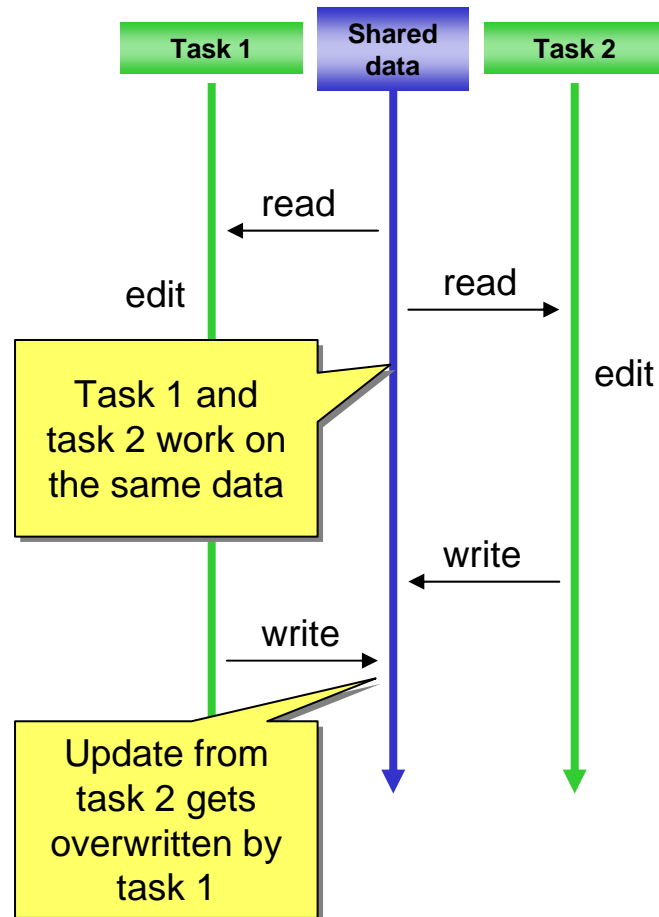 Task 1
Shared
data
Task 2
read
read
edit
edit
Task 1 and
task 2 work on
the same data
write
write
Update from
task 2 gets
overwritten by
task 1